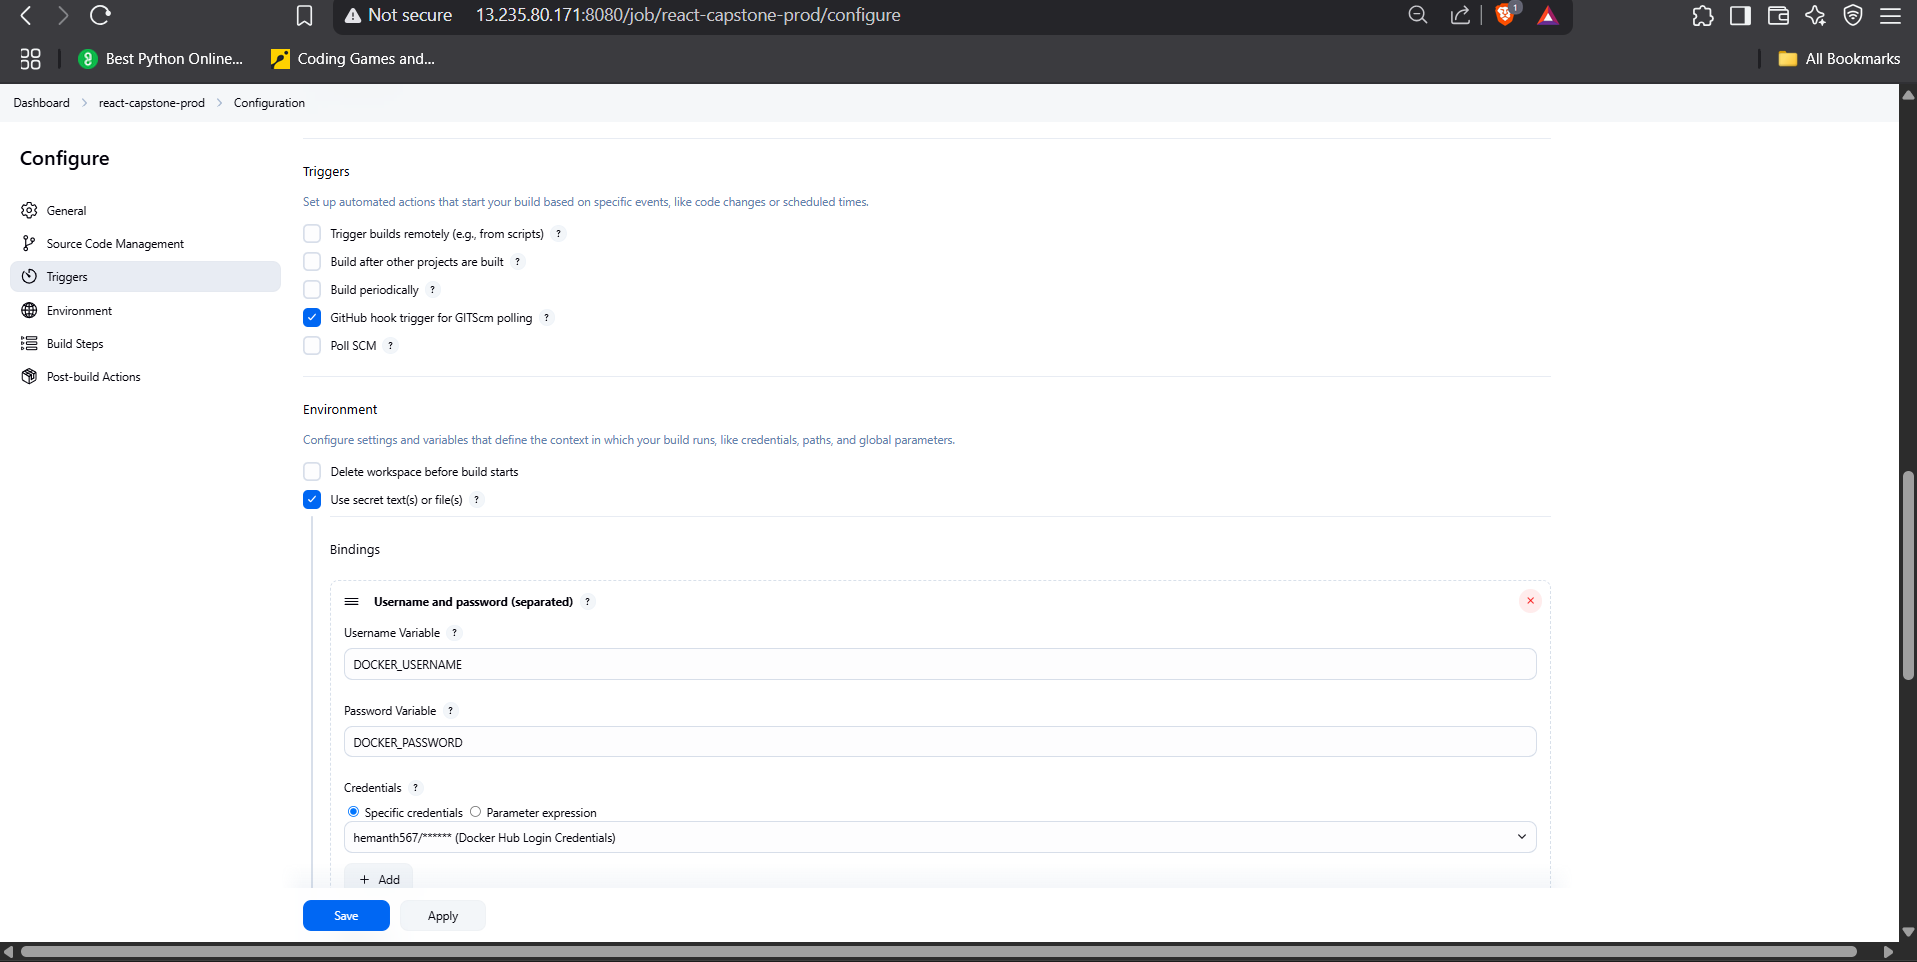 Not secure 13.235.80.171:8080/job/react-capstone-prod/configure 1
Best Python Online... Coding Games and... All Bookmarks
Dashboard > react-capstone-prod > Configuration
Configure
General
Source Code Management
Triggers
Environment
Build Steps
Post-build Actions
Triggers
Set up automated actions that start your build based on specific events, like code changes or scheduled times.
Trigger builds remotely (e.g., from scripts) ?
Build after other projects are built ?
Build periodically ?
GitHub hook trigger for GITScm polling ?
Poll SCM ?
Environment
Configure settings and variables that define the context in which your build runs, like credentials, paths, and global parameters.
Delete workspace before build starts
Use secret text(s) or file(s) ?
Bindings
Username and password (separated) ?
Username Variable ?
DOCKER_USERNAME
Password Variable ?
DOCKER_PASSWORD
Credentials ?
Specific credentials Parameter expression
hemanth567/****** (Docker Hub Login Credentials)
+ Add
Save Apply